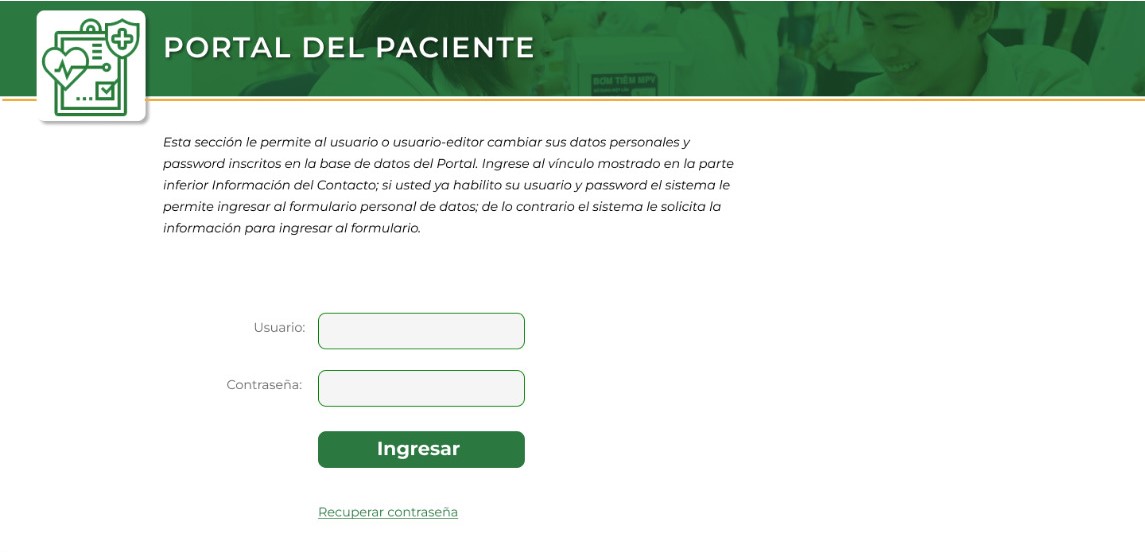 PORTAL DEL PACIENTE
BOM TIÊM MPV
Esta sección le permite al usuario o usuario-editor cambiar sus datos personales y
password inscritos en la base de datos del Portal. Ingrese al vínculo mostrado en la parte
inferior Información del Contacto; si usted ya habilito su usuario y password el sistema le
permite ingresar al formulario personal de datos; de lo contrario el sistema le solicita la
información para ingresar al formulario.
Usuario:
Contraseña:
Ingresar
Recuperar contraseña